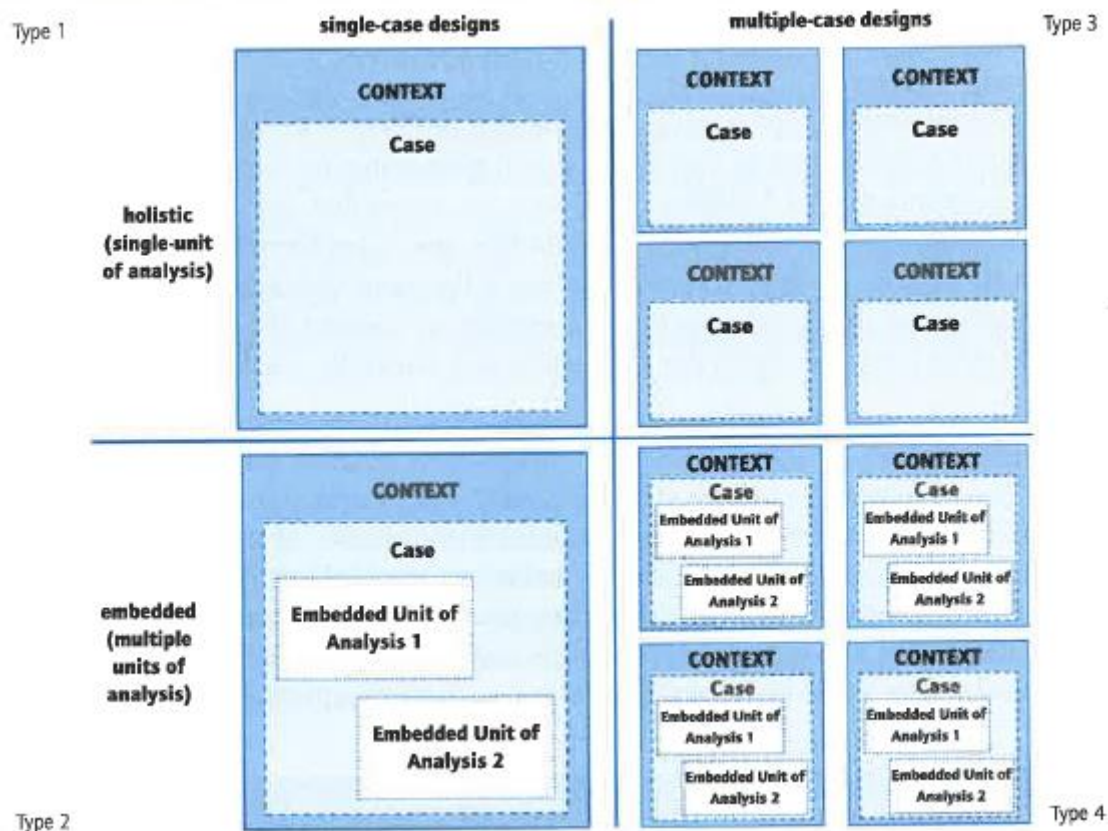 Type 1
single-case designs
multiple-case designs
Type 3
CONTEXT
Case
CONTEXT
Case
CONTEXT
Case
holistic
(single-unit
of analysis)
CONTEXT
Case
CONTEXT
Case
CONTEXT
Case
Embedded Unit of
Analysis 1
Embedded Unit of
Analysis 2
CONTEXT
Case
Embedded Unit of
Analysis 1
Embedded Unit of
Analysis 2
CONTEXT
Case
Embedded Unit of
Analysis 1
Embedded Unit of
Analysis 2
embedded
(multiple
units of
analysis)
CONTEXT
Case
Embedded Unit of
Analysis 1
Embedded Unit of
Analysis 2
CONTEXT
Case
Embedded Unit of
Analysis 1
Embedded Unit of
Analysis 2
Type 2
Type 4